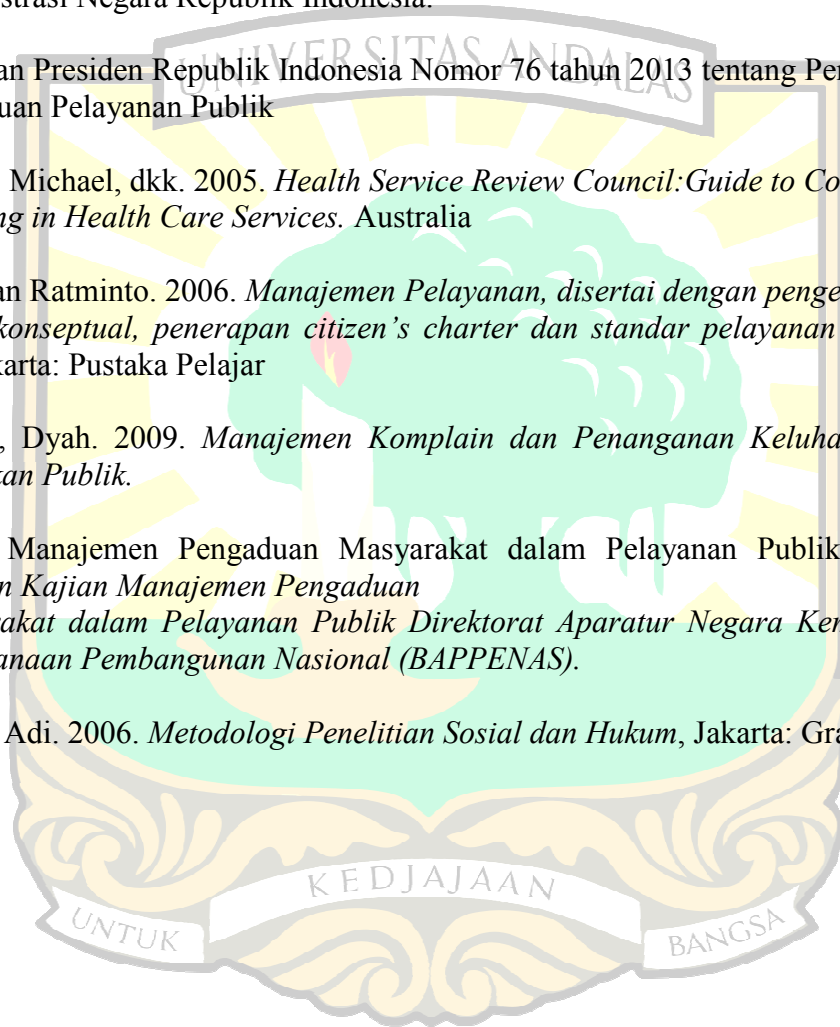 strasi Negara Republik Indonesia.
UNIVERSITAS ANDALAS
an Presiden Republik Indonesia Nomor 76 tahun 2013 tentang Pen
uan Pelayanan Publik
Michael, dkk. 2005. Health Service Review Council:Guide to Co
ng in Health Care Services. Australia
an Ratminto. 2006. Manajemen Pelayanan, disertai dengan penge
konseptual, penerapan citizen’s charter dan standar pelayanan
karta: Pustaka Pelajar
, Dyah. 2009. Manajemen Komplain dan Penanganan Keluha
kan Publik.
Manajemen Pengaduan Masyarakat dalam Pelayanan Publik
n Kajian Manajemen Pengaduan
rakat dalam Pelayanan Publik Direktorat Aparatur Negara Ken
anaan Pembangunan Nasional (BAPPENAS).
Adi. 2006. Metodologi Penelitian Sosial dan Hukum, Jakarta: Gra
UNTUK KEDJAJAAN BANGSA